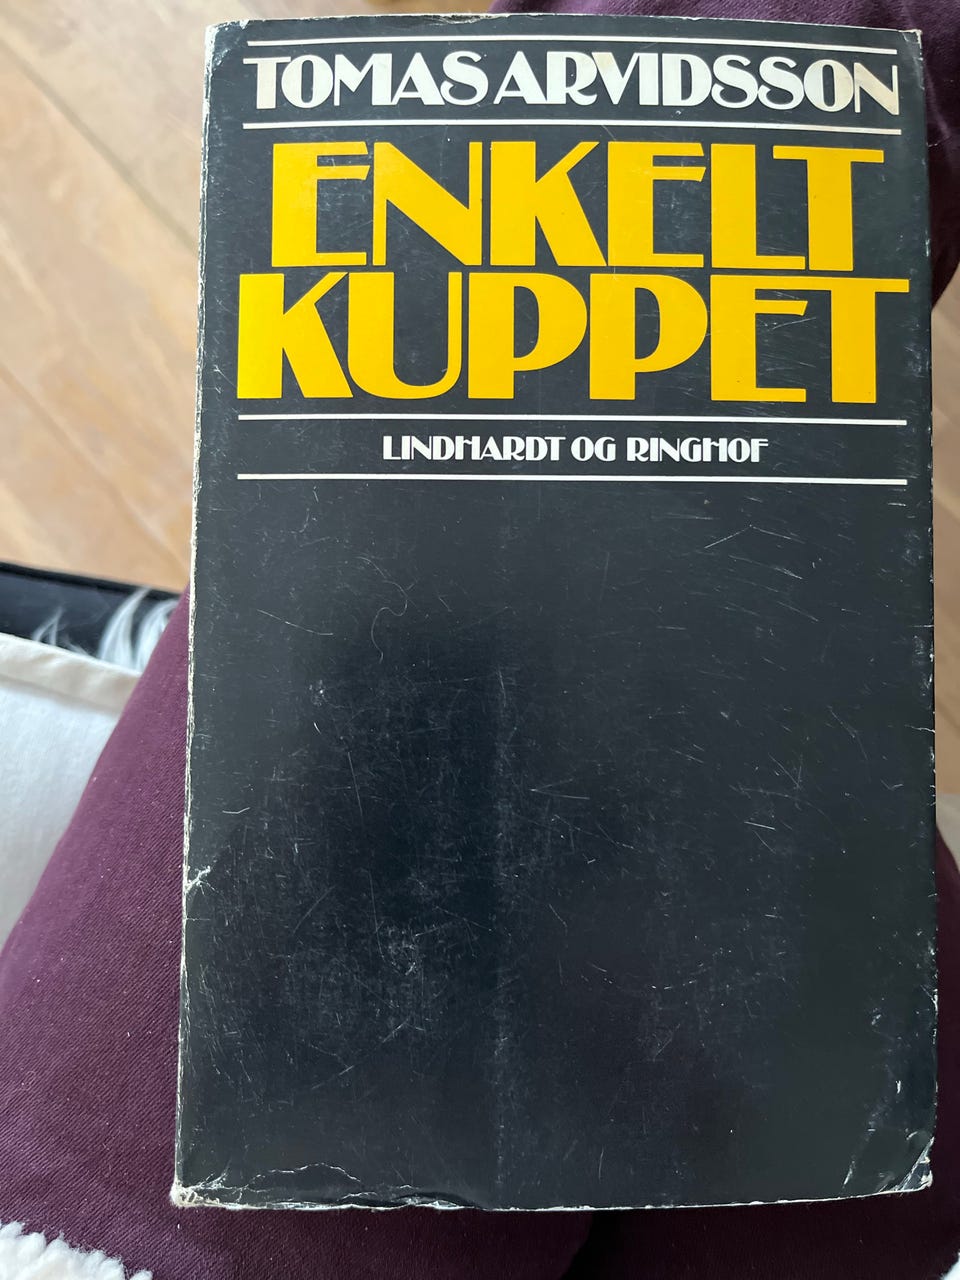 TOMAS ARVIDSSON
ENKELT
KUPPET
LINDHARDT OG RINGHOF